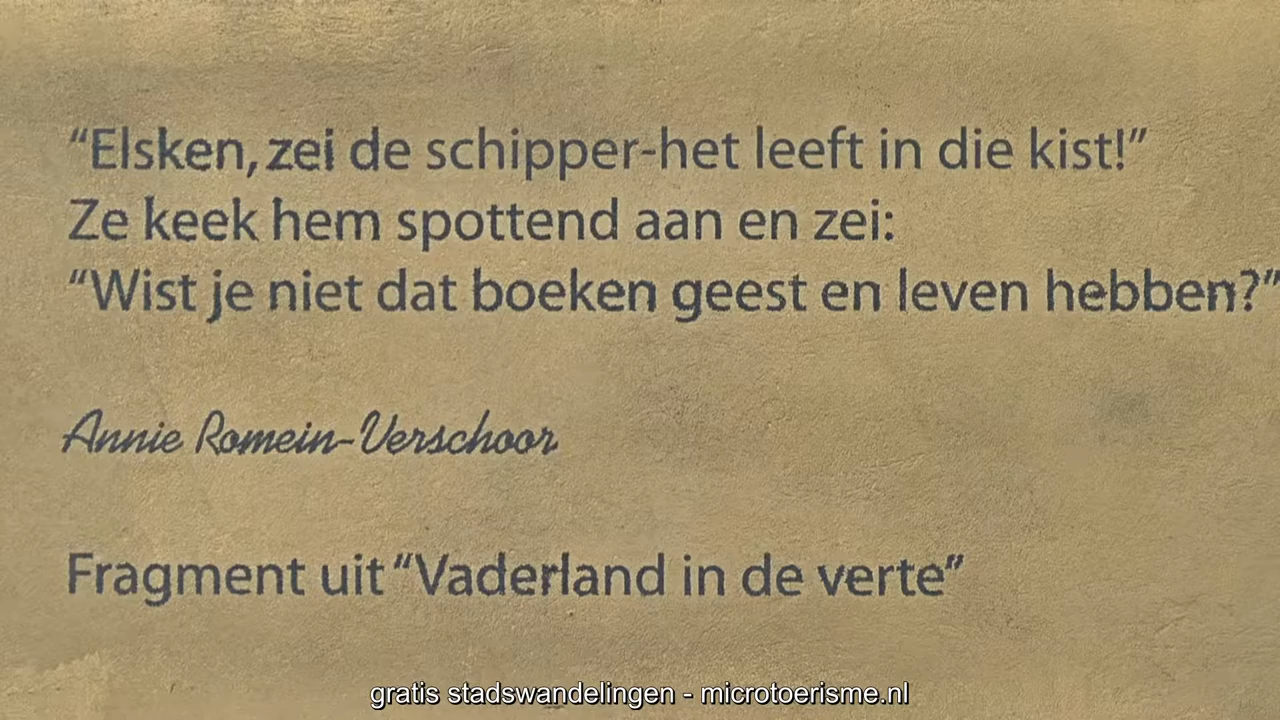 “Elsken, zei de schipper-het leeft in die kist!”
Ze keek hem spottend aan en zei:
“Wist je niet dat boeken geest en leven hebben?”
Annie Romein-Verschoor
Fragment uit “Vaderland in de verte”
gratis stadswandelingen - microtoerisme.nl